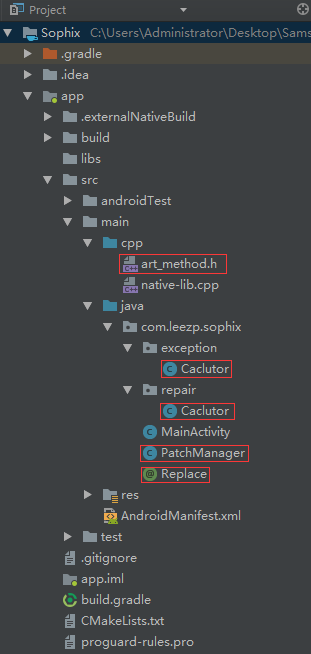 Project
Sophix C:\Users\Administrator\Desktop\Sams
.gradle
.idea
app
.externalNativeBuild
build
libs
src
androidTest
main
cpp
art_method.h
native-lib.cpp
java
com.leezp.sophix
exception
Caclutor
repair
Caclutor
MainActivity
PatchManager
Replace
res
AndroidManifest.xml
test
.gitignore
app.iml
build.gradle
CMakeLists.txt
proguard-rules.pro